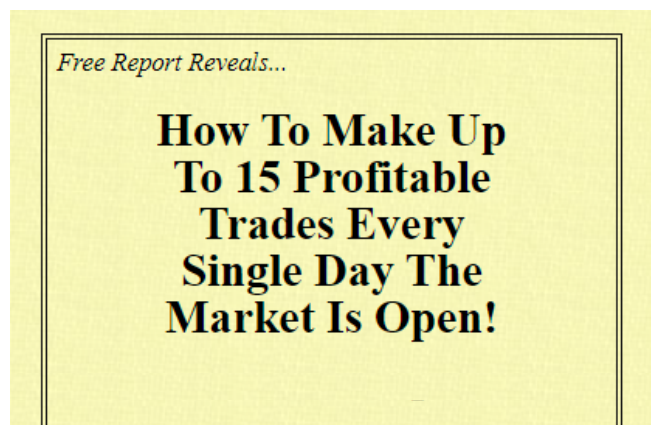 Free Report Reveals...
How To Make Up
To 15 Profitable
Trades Every
Single Day The
Market Is Open!